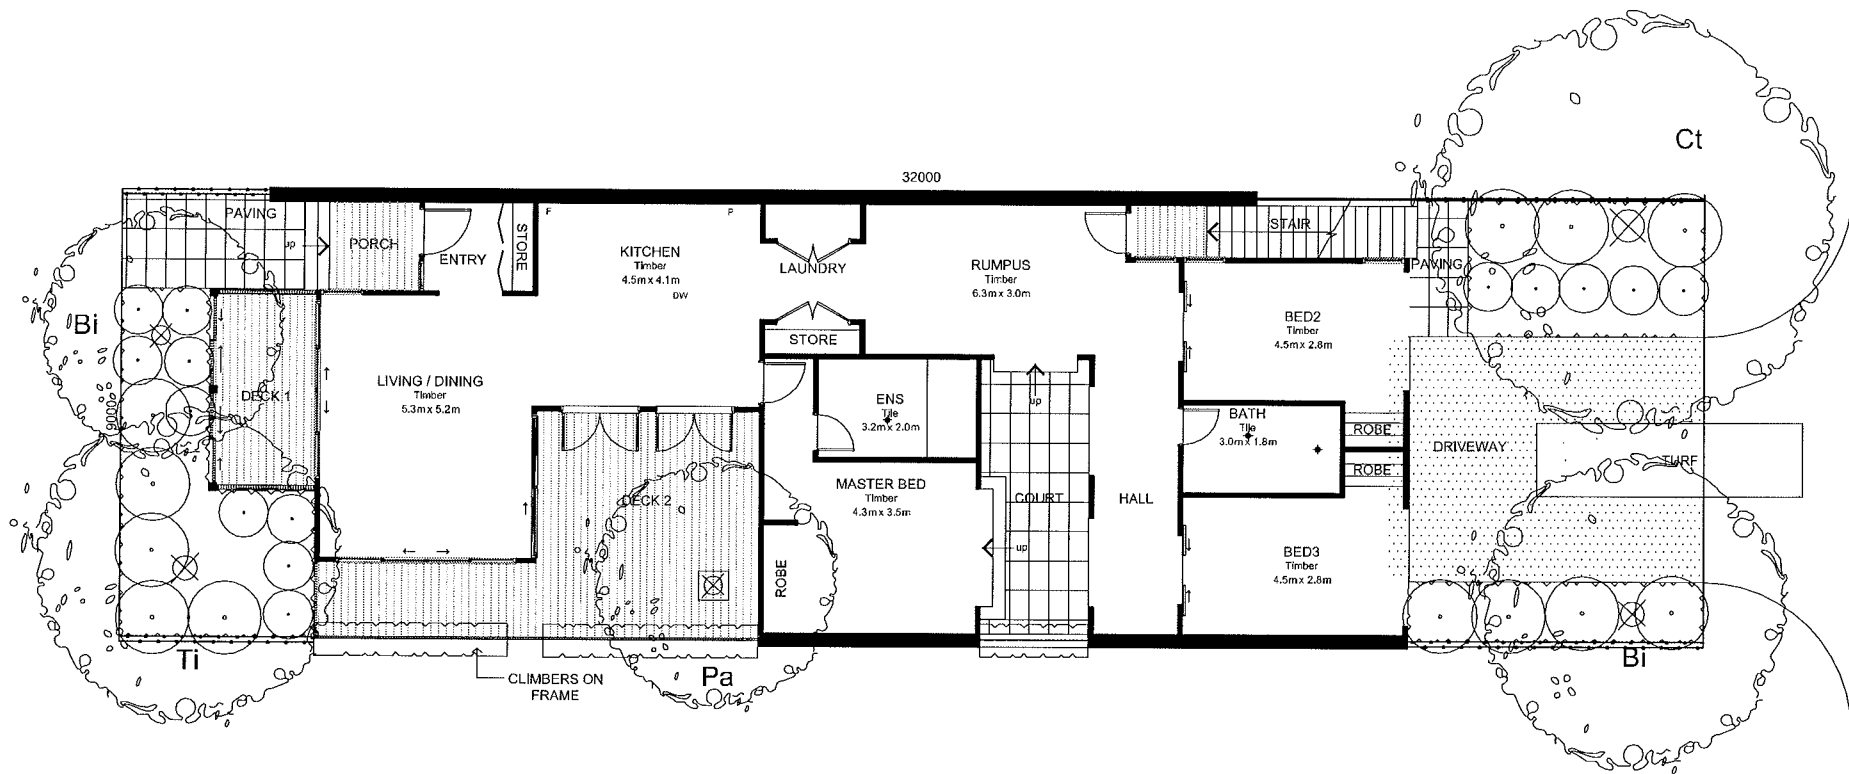 Ct
32000
PAVING
up
PORCH
ENTRY
STORE
F
P
KITCHEN
Timber
4.5m x 4.1m
DW
LAUNDRY
STORE
RUMPUS
Timber
6.3m x 3.0m
STAIR
PAVING
Bi
9000
DECK 1
LIVING / DINING
Timber
5.3m x 5.2m
ENS
Tile
3.2m x 2.0m
up
BED2
Timber
4.5m x 2.8m
BATH
Tile
3.0m x 1.8m
ROBE
ROBE
DRIVEWAY
TURF
DECK 2
MASTER BED
Timber
4.3m x 3.5m
COURT
up
HALL
BED3
Timber
4.5m x 2.8m
ROBE
Ti
CLIMBERS ON
FRAME
Pa
Bi